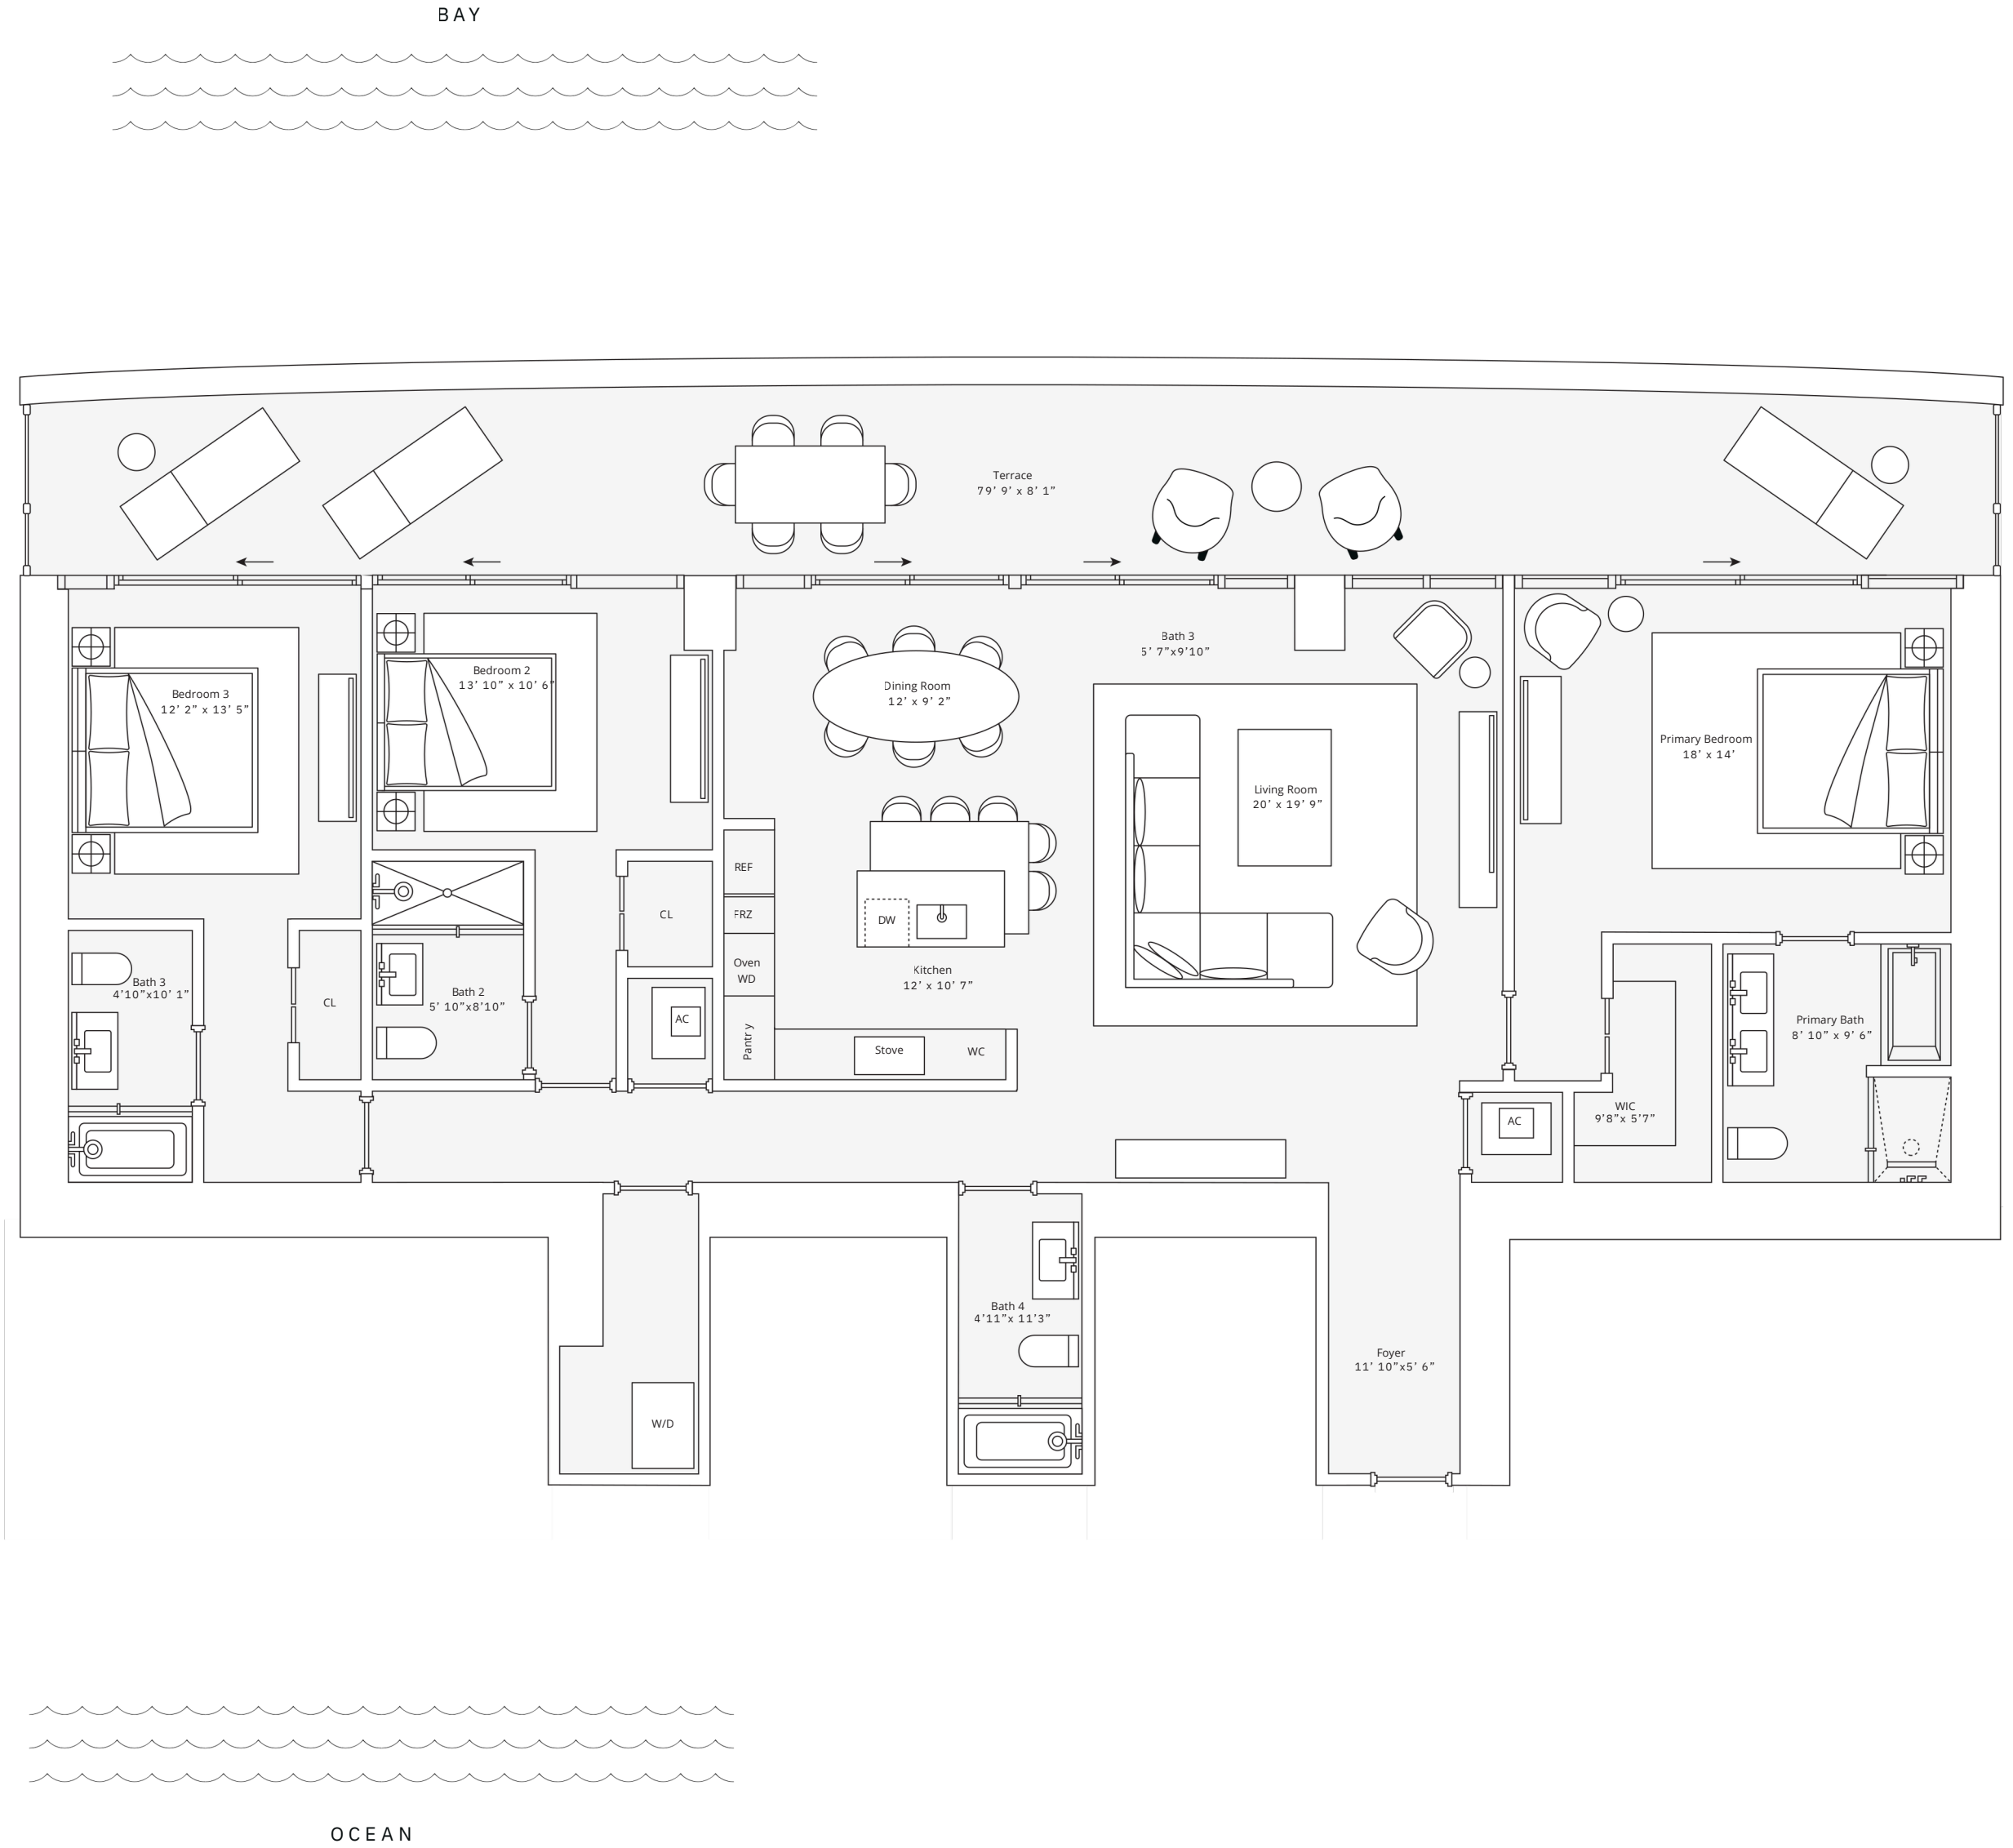 BAY
Terrace
79’ 9’ x 8’ 1”
Bedroom 3
12’ 2” x 13’ 5”
Bedroom 2
13’ 10” x 10’ 6”
Dining Room
12’ x 9’ 2”
Bath 3
5’ 7”x9’10”
Living Room
20’ x 19’ 9”
Primary Bedroom
18’ x 14’
REF
FRZ
Oven
WD
Pantry
DW
Kitchen
12’ x 10’ 7”
Stove
WC
CL
AC
Bath 3
4’10”x10’ 1”
CL
Bath 2
5’ 10”x8’10”
Primary Bath
8’ 10” x 9’ 6”
WIC
9’8”x 5’7”
AC
Bath 4
4’11”x 11’3”
Foyer
11’ 10”x5’ 6”
W/D
OCEAN